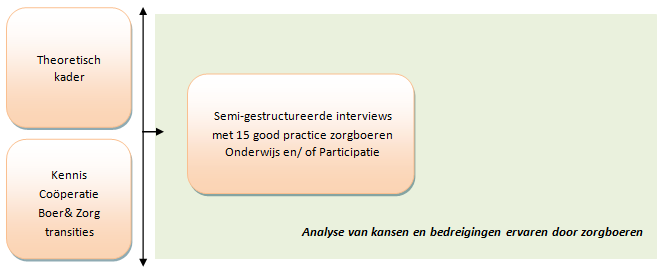 Theoretisch
kader
Kennis
Coöperatie
Boer& Zorg
transities
Semi-gestructureerde interviews
met 15 good practice zorgboeren
Onderwijs en/ of Participatie
Analyse van kansen en bedreigingen ervaren door zorgboeren